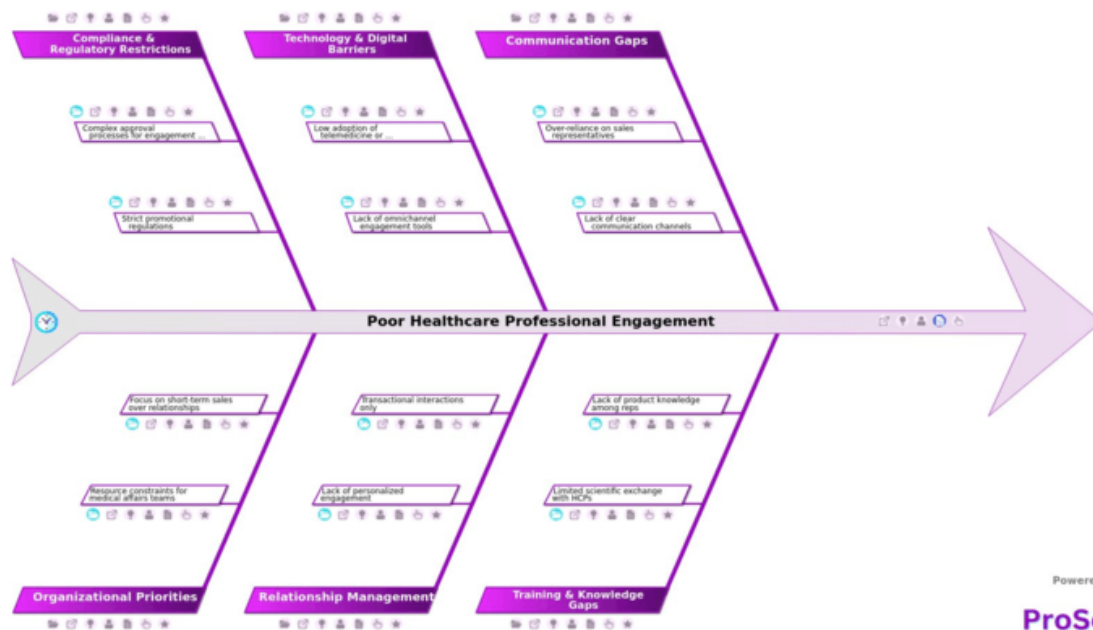 Compliance &
Regulatory Restrictions
Technology & Digital
Barriers
Communication Gaps
Complex approval
processes for engagement ...
Low adoption of
telemedicine or ...
Over-reliance on sales
representatives
Strict promotional
regulations
Lack of omnichannel
engagement tools
Lack of clear
communication channels
Poor Healthcare Professional Engagement
Focus on short-term sales
over relationships
Transactional interactions
only
Lack of product knowledge
among reps
Resource constraints for
medical affairs teams
Lack of personalized
engagement
Limited scientific exchange
with HCPs
Organizational Priorities
Relationship Management
Training & Knowledge
Gaps
Powere
ProS